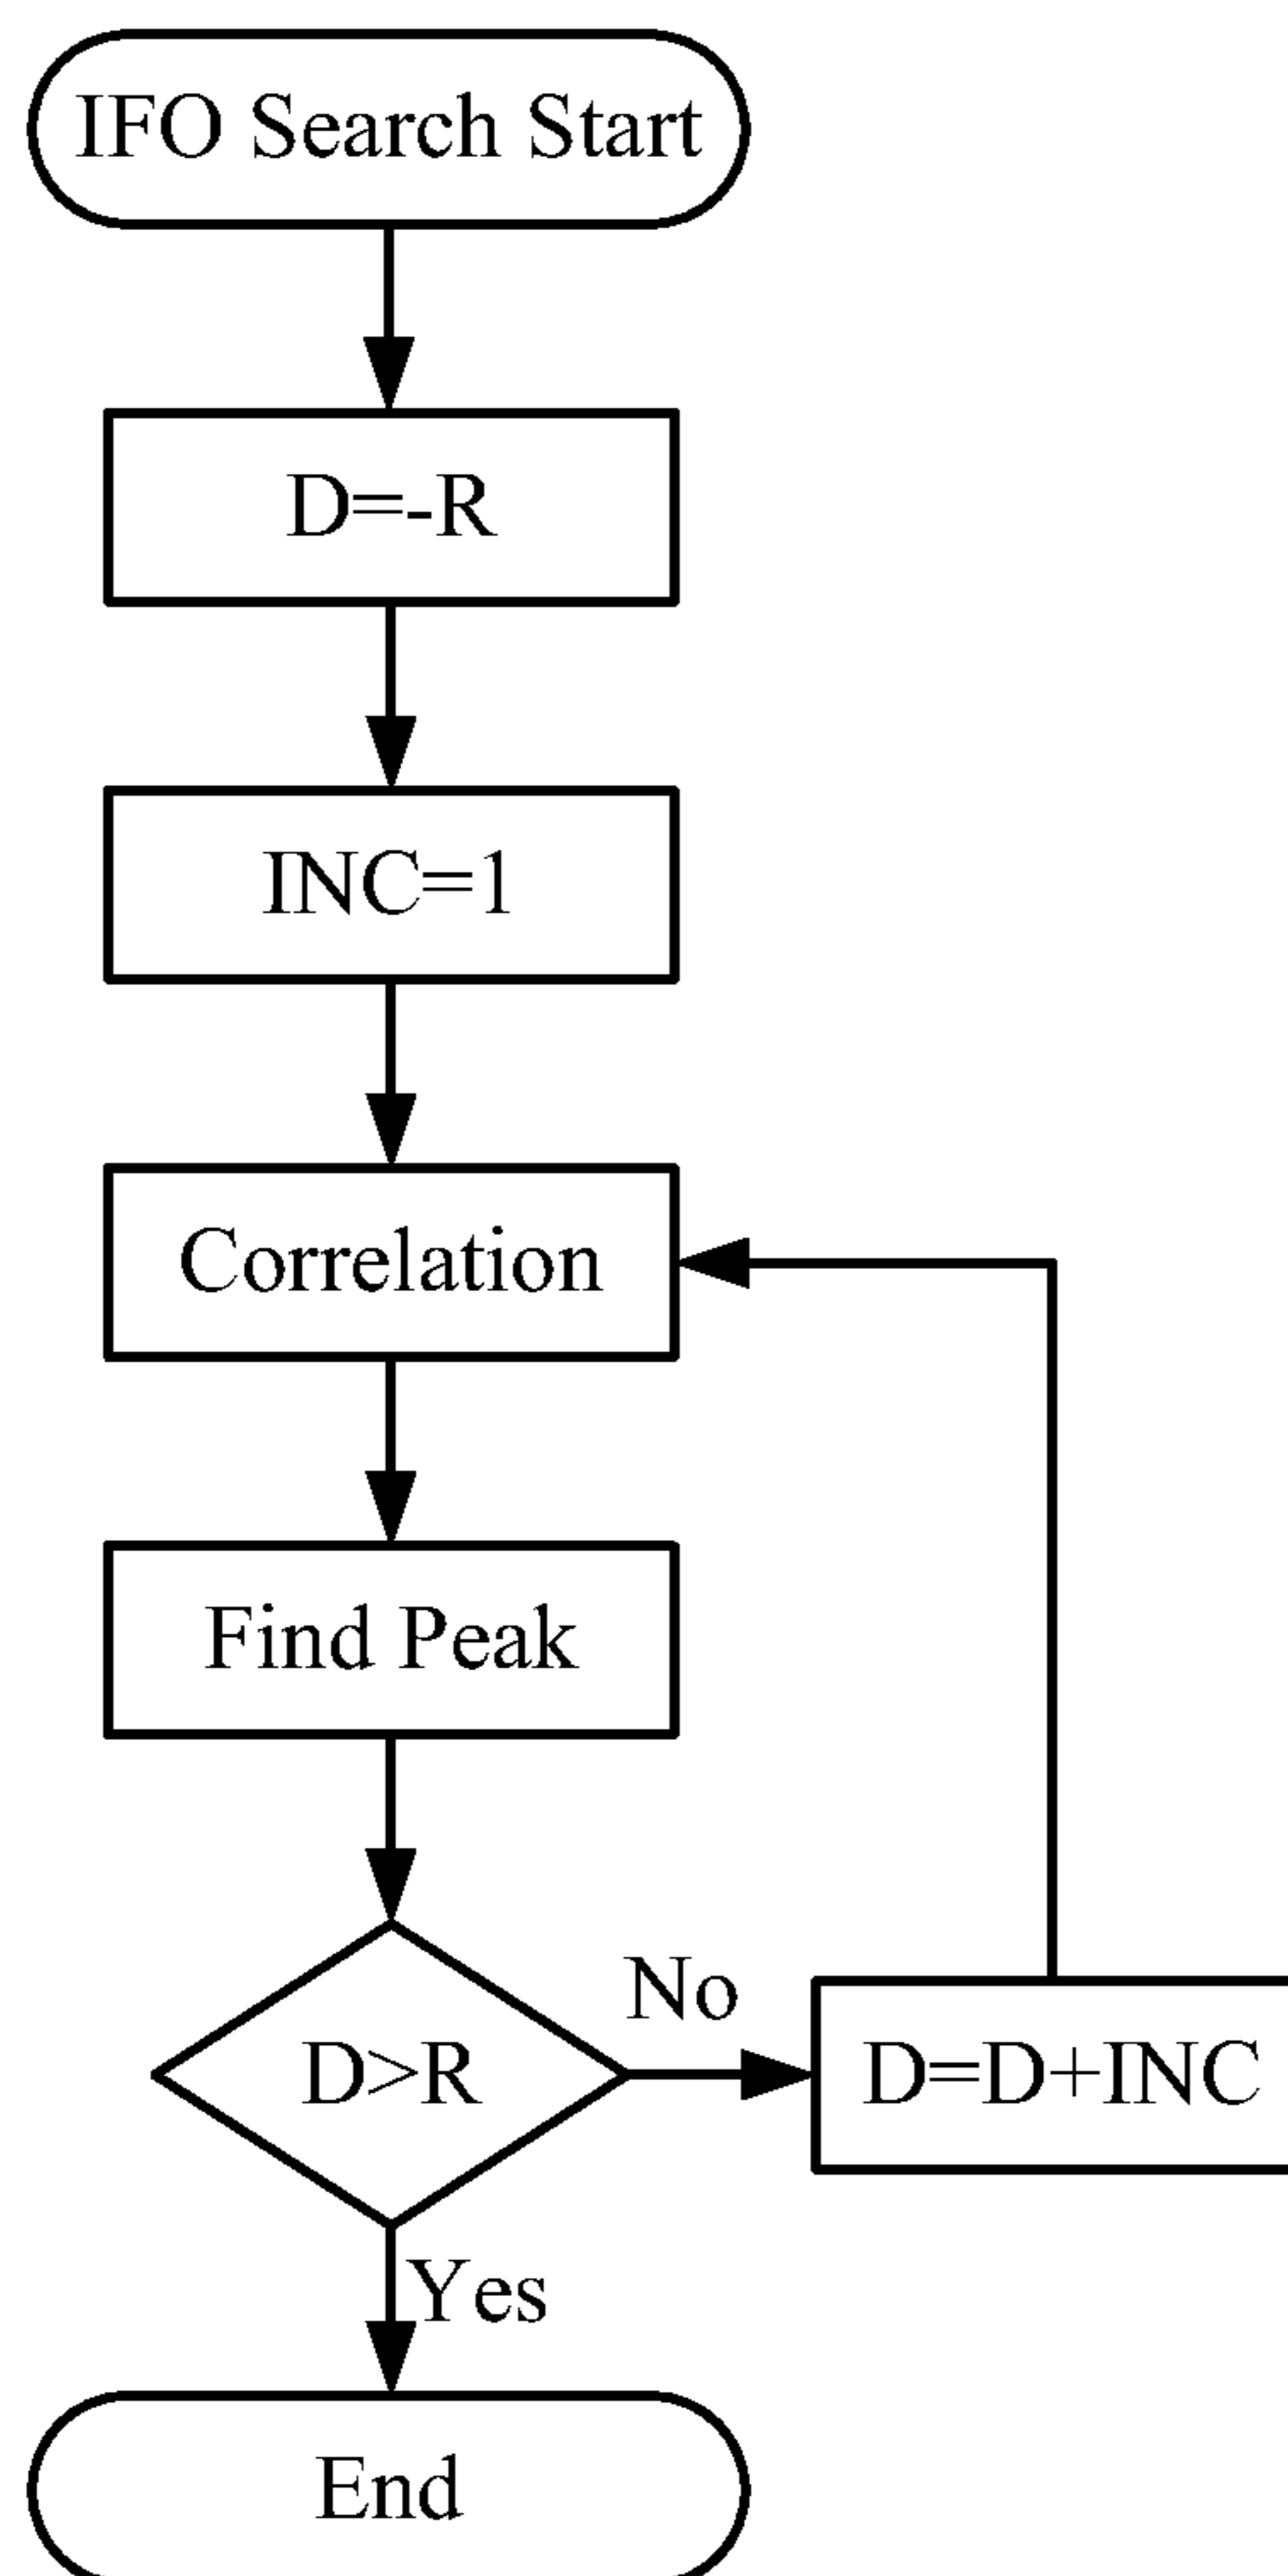 IFO Search Start
D=-R
INC=1
Correlation
Find Peak
D>R
No
D=D+INC
Yes
End